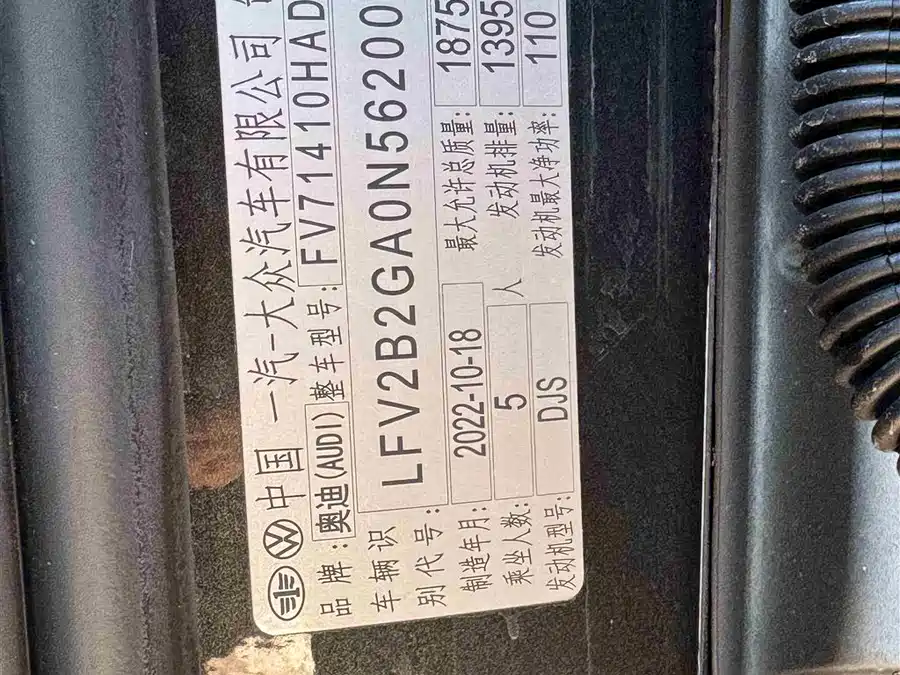 中国 一汽-大众汽车有限公司
品牌:奥迪(AUDI) 整车型号:FV71410HAD
车辆识别代号:LFV2B2GA0N56200
制造年月:2022-10-18 最大允许总质量:1875
乘坐人数:5 人 发动机排量:1395
发动机型号:DJS 发动机最大净功率:110